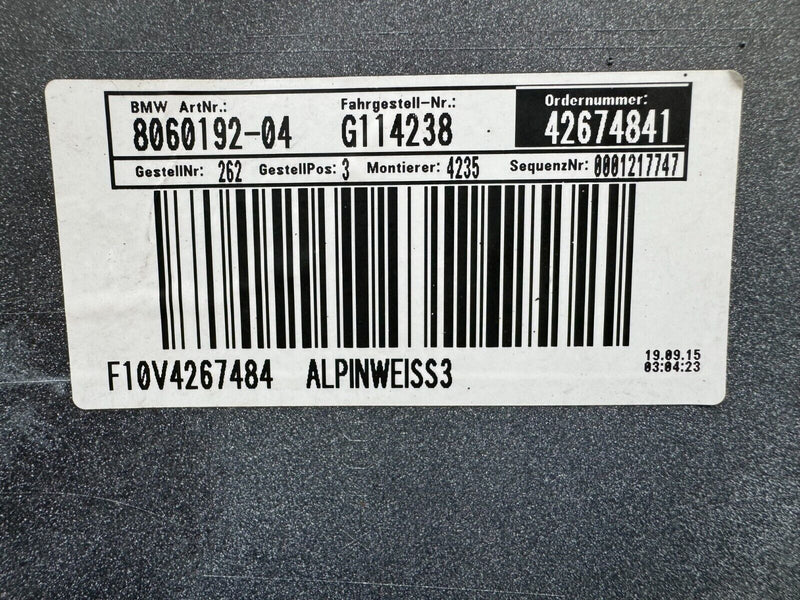 BMW ArtNr.: Fahrgestell-Nr.: Ordernummer:
8060192-04 G114238 42674841
GestellNr: 262 GestellPos: 3 Montierer: 4235 SequenzNr: 0001217747
F10V4267484 ALPINWEISS3
19.09.15
03:04:23